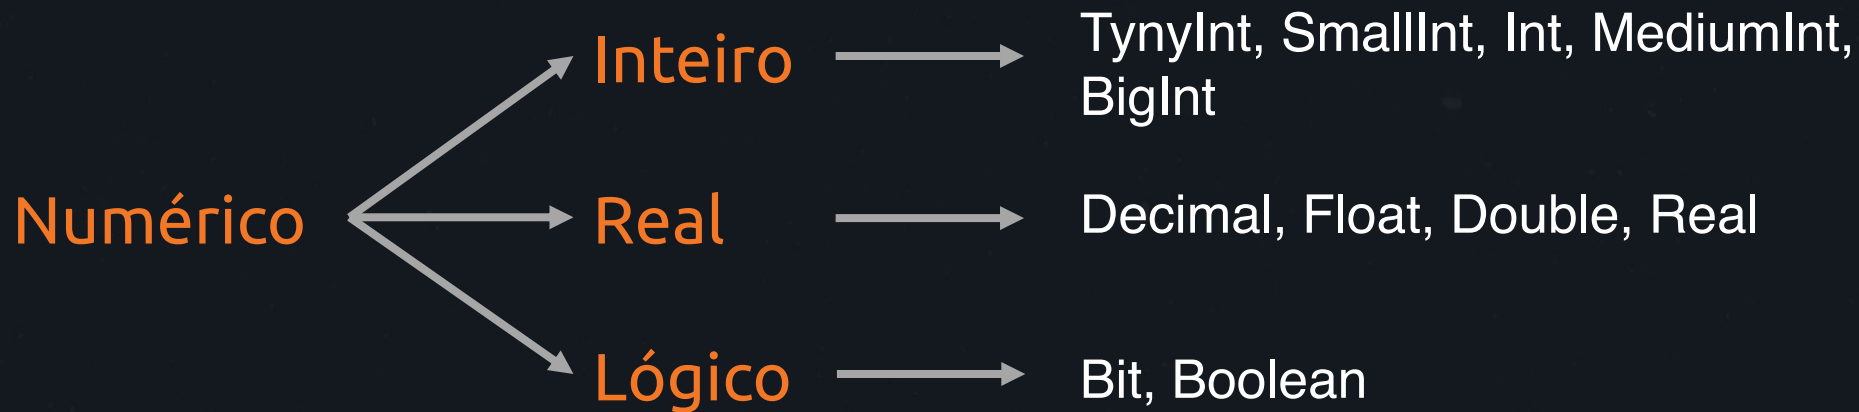 Numérico
Inteiro
TynyInt, SmallInt, Int, MediumInt,
BigInt
Real
Decimal, Float, Double, Real
Lógico
Bit, Boolean